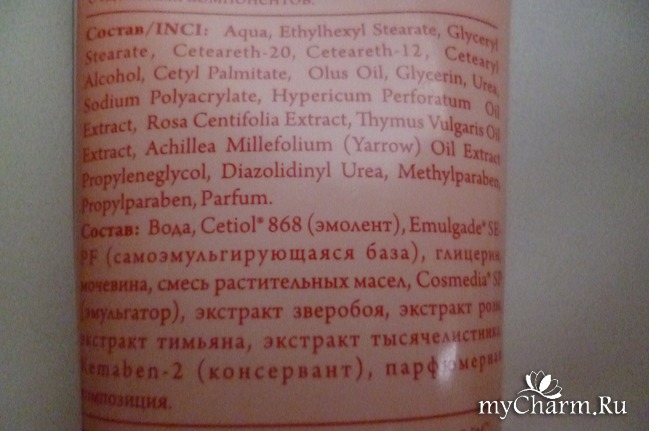 компонентов.
Состав/INCI: Aqua, Ethylhexyl Stearate, Glyceryl
Stearate, Ceteareth-20, Ceteareth-12, Cetearyl
Alcohol, Cetyl Palmitate, Olus Oil, Glycerin, Urea,
Sodium Polyacrylate, Hypericum Perforatum Oil
Extract, Rosa Centifolia Extract, Thymus Vulgaris Oil
Extract, Achillea Millefolium (Yarrow) Oil Extract
Propyleneglycol, Diazolidinyl Urea, Methylparaben,
Propylparaben, Parfum.
Состав: Вода, Cetiol® 868 (эмолент), Emulgade® SE-
PF (самоэмульгирующаяся база), глицерин,
мочевина, смесь растительных масел, Cosmedia® SP
(эмульгатор), экстракт зверобоя, экстракт розы,
экстракт тимьяна, экстракт тысячелистника,
Kemaben-2 (консервант), парфюмерная
композиция.
myCharm.Ru